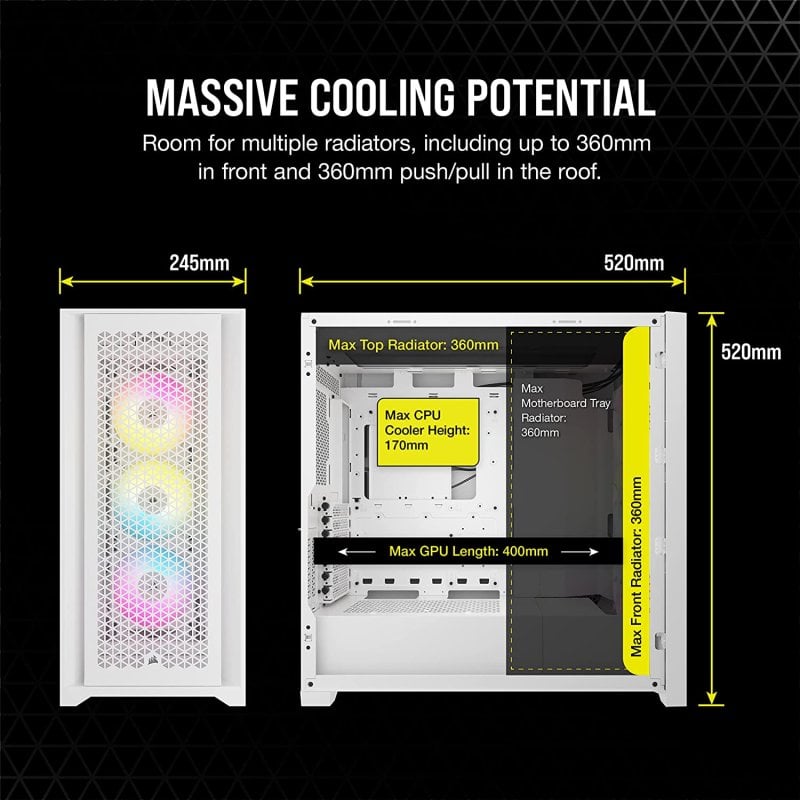 MASSIVE COOLING POTENTIAL
Room for multiple radiators, including up to 360mm
in front and 360mm push/pull in the roof.
245mm
520mm
520mm
Max Top Radiator: 360mm
Max
Motherboard Tray
Radiator:
360mm
Max CPU
Cooler Height:
170mm
Max Front Radiator: 360mm
Max GPU Length: 400mm